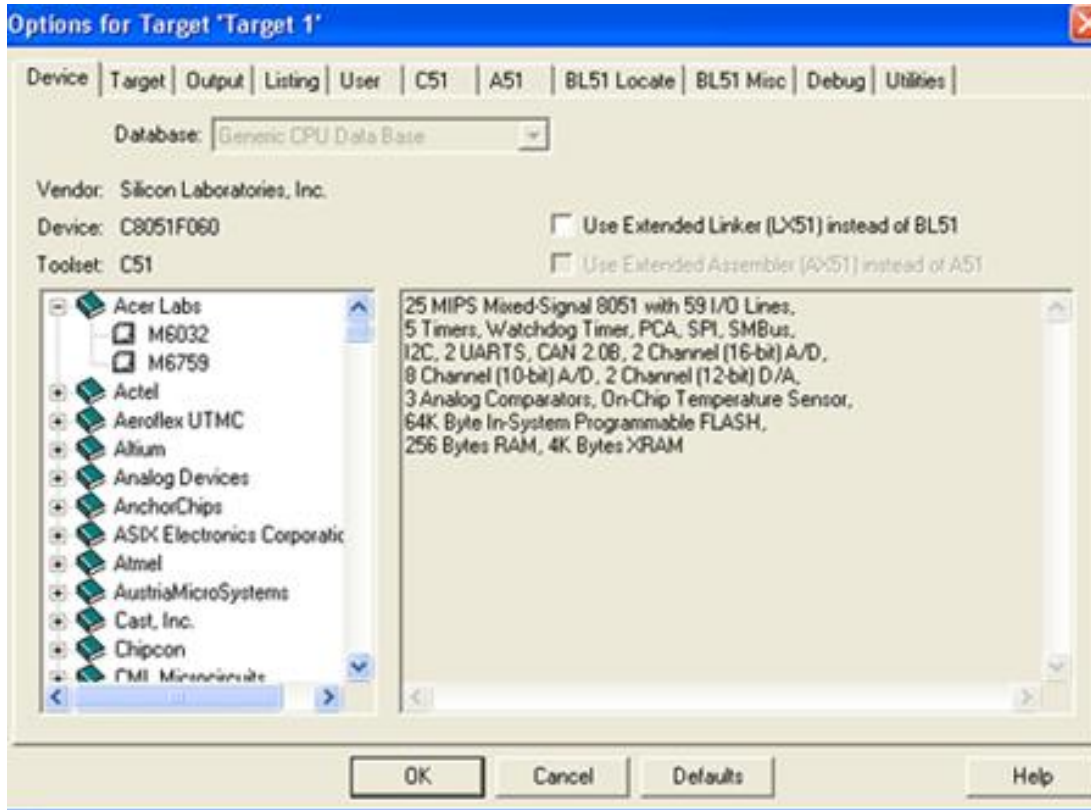 Options for Target 'Target 1'
Device Target Output Listing User C51 A51 BL51 Locate BL51 Misc Debug Utilities
Database: Generic CPU Data Base
Vendor: Silicon Laboratories, Inc.
Device: C8051F060
Use Extended Linker (LX51) instead of BL51
Toolset: C51
Use Extended Assembler (AX51) instead of A51
Acer Labs
M6032
M6759
Actel
Aeroflex UTMC
Altium
Analog Devices
AnchorChips
ASIX Electronics Corporatic
Atmel
AustriaMicroSystems
Cast, Inc.
Chipcon
CML Microcircuits
25 MIPS Mixed-Signal 8051 with 59 I/O Lines,
5 Timers, Watchdog Timer, PCA, SPI, SMBus,
I2C, 2 UARTS, CAN 2.0B, 2 Channel (16-bit) A/D,
8 Channel (10-bit) A/D, 2 Channel (12-bit) D/A,
3 Analog Comparators, On-Chip Temperature Sensor,
64K Byte In-System Programmable FLASH,
256 Bytes RAM, 4K Bytes XRAM
OK Cancel Defaults Help